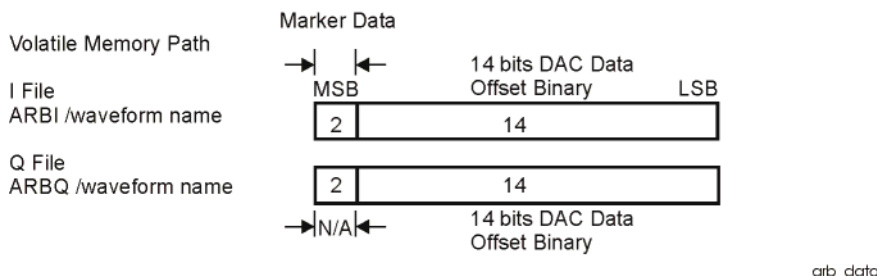 Marker Data
Volatile Memory Path
14 bits DAC Data
I File
MSB
Offset Binary
LSB
ARBI /waveform name
2
14
Q File
ARBQ /waveform name
2
14
N/A
14 bits DAC Data
Offset Binary
arb_data